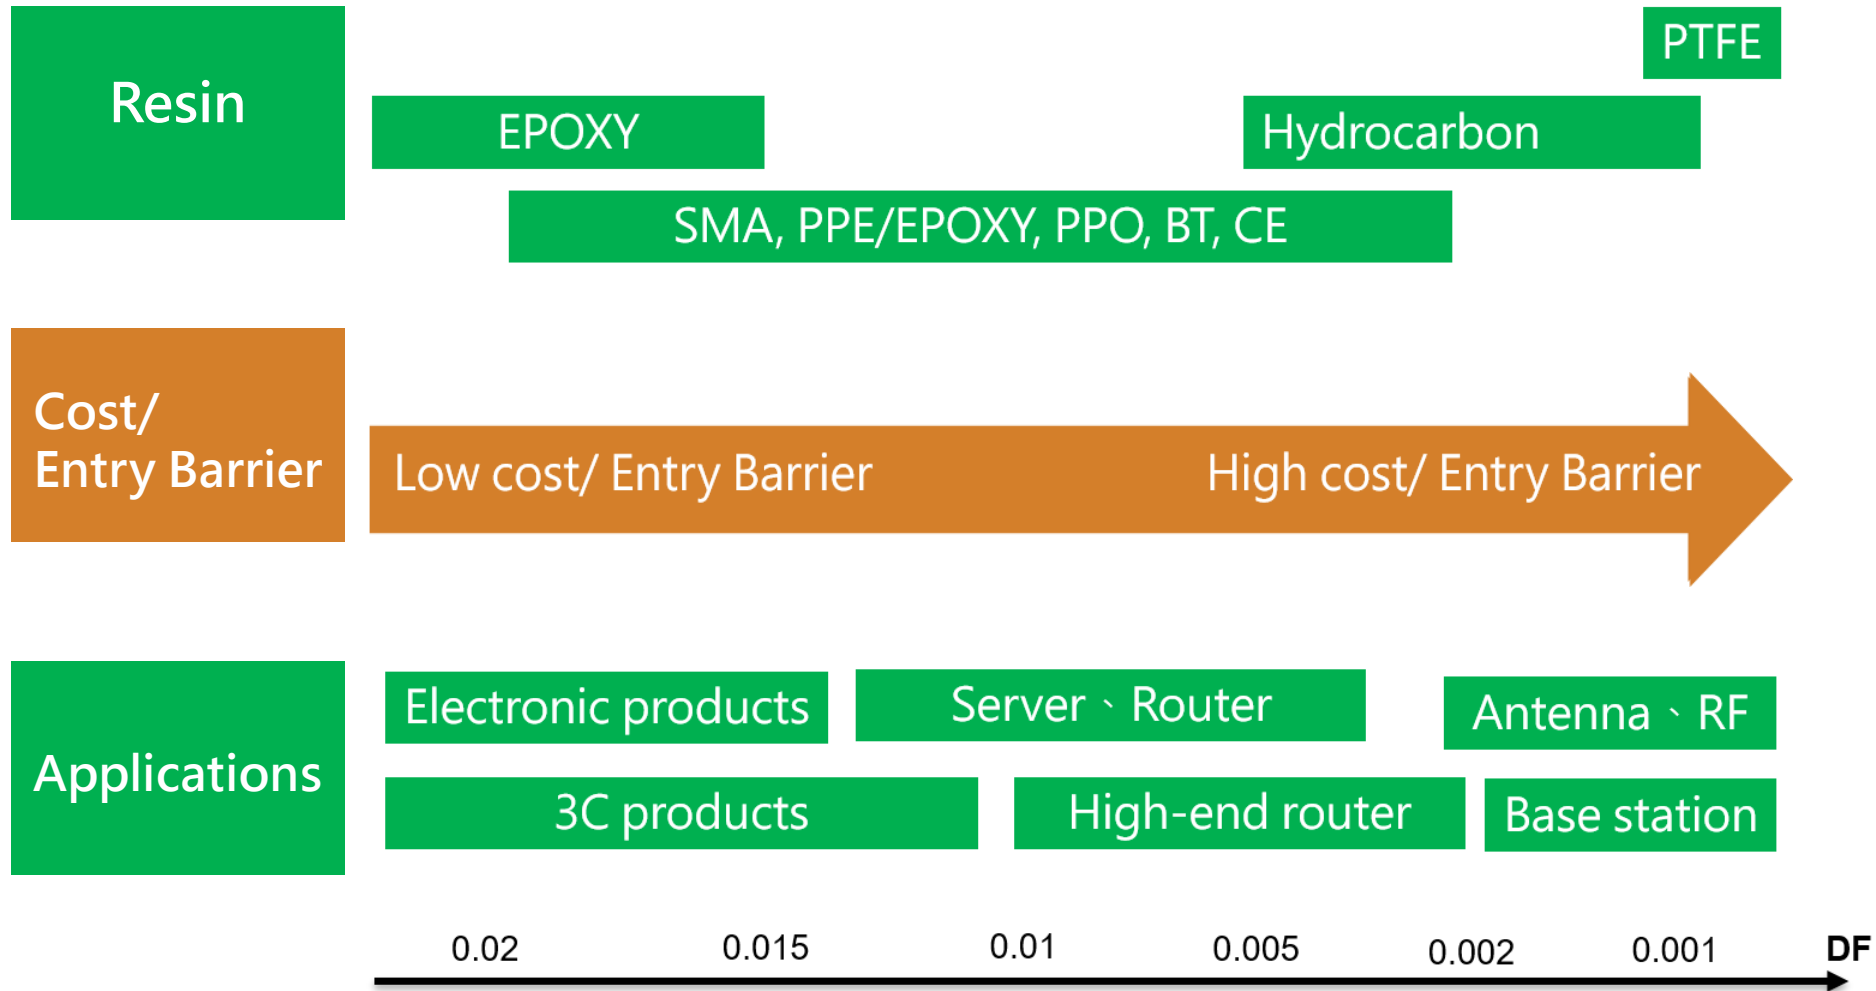 Resin
PTFE
EPOXY
Hydrocarbon
SMA, PPE/EPOXY, PPO, BT, CE
Cost/
Entry Barrier
Low cost/ Entry Barrier
High cost/ Entry Barrier
Applications
Electronic products
Server、Router
Antenna、RF
3C products
High-end router
Base station
0.02
0.015
0.01
0.005
0.002
0.001
DF